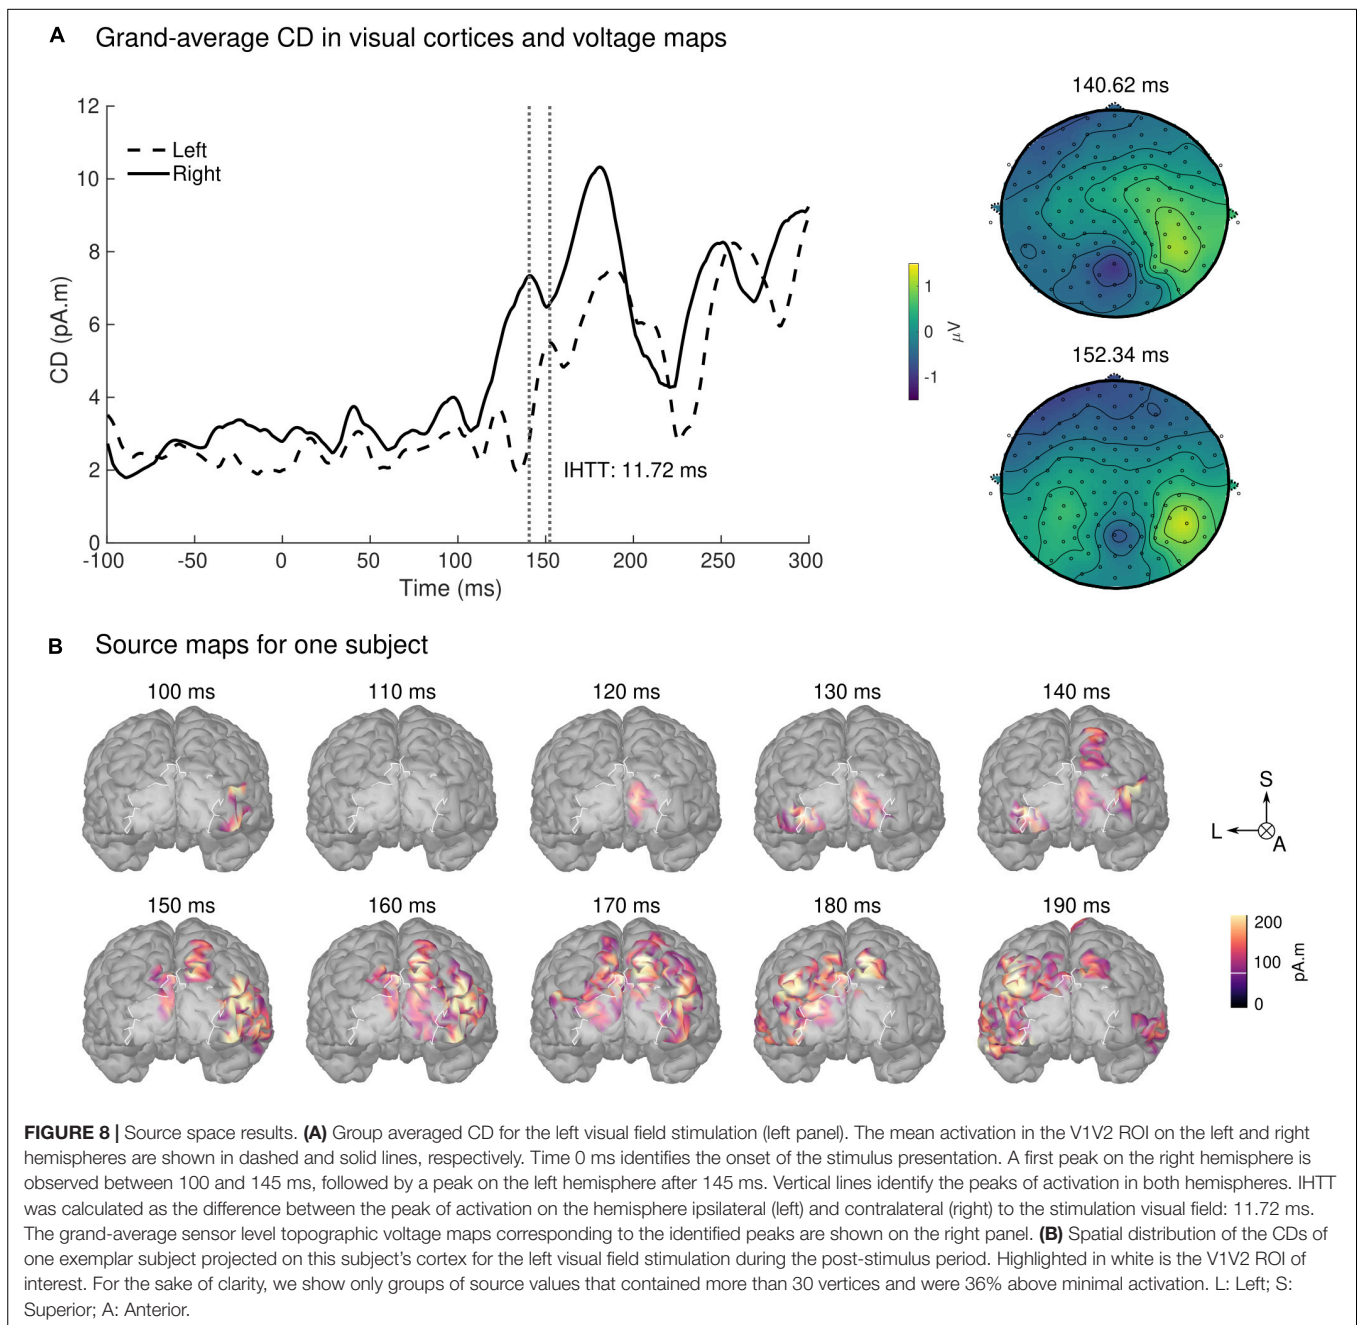 A Grand-average CD in visual cortices and voltage maps
12
10
8
6
4
2
0
CD (pA.m)
Left
Right
IHTT: 11.72 ms
-100 -50 0 50 100 150 200 250 300
Time (ms)
140.62 ms
1
0
-1
μV
152.34 ms
B Source maps for one subject
100 ms 110 ms 120 ms 130 ms 140 ms
S
L
A
150 ms 160 ms 170 ms 180 ms 190 ms
200
100
0
pA.m
FIGURE 8 | Source space results. (A) Group averaged CD for the left visual field stimulation (left panel). The mean activation in the V1V2 ROI on the left and right
hemispheres are shown in dashed and solid lines, respectively. Time 0 ms identifies the onset of the stimulus presentation. A first peak on the right hemisphere is
observed between 100 and 145 ms, followed by a peak on the left hemisphere after 145 ms. Vertical lines identify the peaks of activation in both hemispheres. IHTT
was calculated as the difference between the peak of activation on the hemisphere ipsilateral (left) and contralateral (right) to the stimulation visual field: 11.72 ms.
The grand-average sensor level topographic voltage maps corresponding to the identified peaks are shown on the right panel. (B) Spatial distribution of the CDs of
one exemplar subject projected on this subject's cortex for the left visual field stimulation during the post-stimulus period. Highlighted in white is the V1V2 ROI of
interest. For the sake of clarity, we show only groups of source values that contained more than 30 vertices and were 36% above minimal activation. L: Left; S:
Superior; A: Anterior.